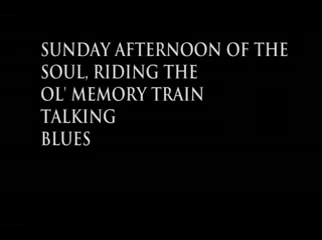 SUNDAY AFTERNOON OF THE
SOUL, RIDING THE
OL' MEMORY TRAIN
TALKING
BLUES